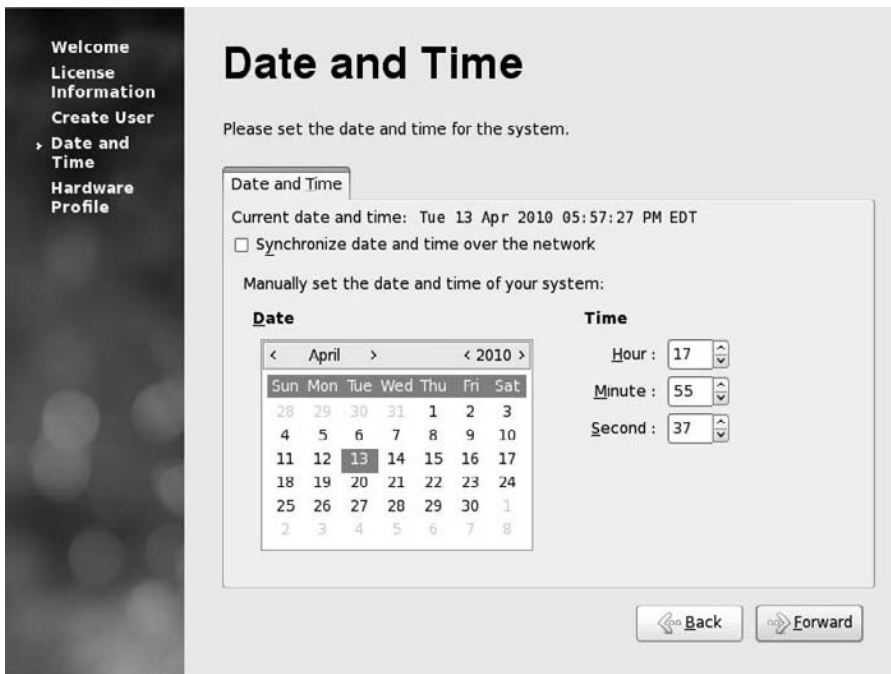 Welcome
License
Information
Create User
› Date and
Time
Hardware
Profile
Date and Time
Please set the date and time for the system.
Date and Time
Current date and time: Tue 13 Apr 2010 05:57:27 PM EDT
Synchronize date and time over the network
Manually set the date and time of your system:
Date
< April > < 2010 >
Sun Mon Tue Wed Thu Fri Sat
28 29 30 31 1 2 3
4 5 6 7 8 9 10
11 12 13 14 15 16 17
18 19 20 21 22 23 24
25 26 27 28 29 30 1
2 3 4 5 6 7 8
Time
Hour : 17
Minute : 55
Second : 37
Back
Forward